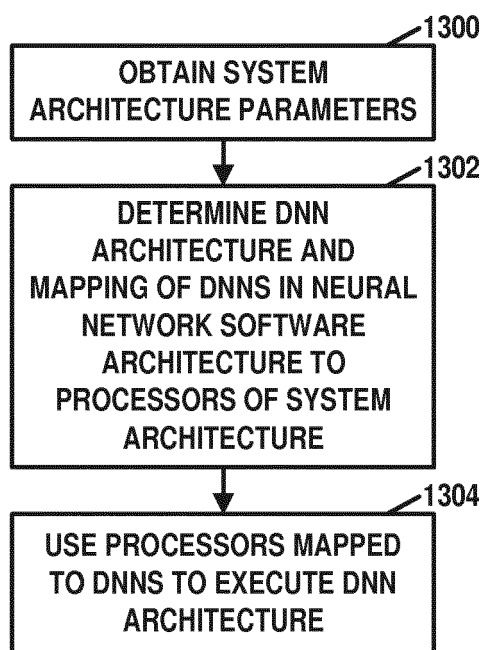 1300
OBTAIN SYSTEM
ARCHITECTURE PARAMETERS
1302
DETERMINE DNN
ARCHITECTURE AND
MAPPING OF DNNS IN NEURAL
NETWORK SOFTWARE
ARCHITECTURE TO
PROCESSORS OF SYSTEM
ARCHITECTURE
1304
USE PROCESSORS MAPPED
TO DNNS TO EXECUTE DNN
ARCHITECTURE